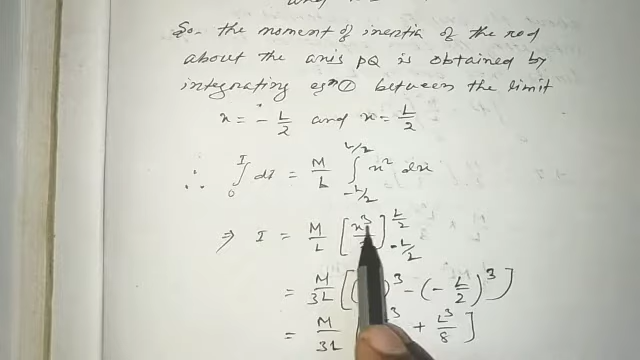 So, the moment of inertia of the rod
about the axis PQ is obtained by
integrating eqn ① between the limit
x = - L/2 and x = L/2
∴ ∫₀ᴵ dI = M/L ∫_{-L/2}^{L/2} x² dx
⇒ I = M/L [x³/ ]_{-L/2}^{L/2}
= M/3L [( )³ - (- L/2)³]
= M/3L [ ³ + L³/8]